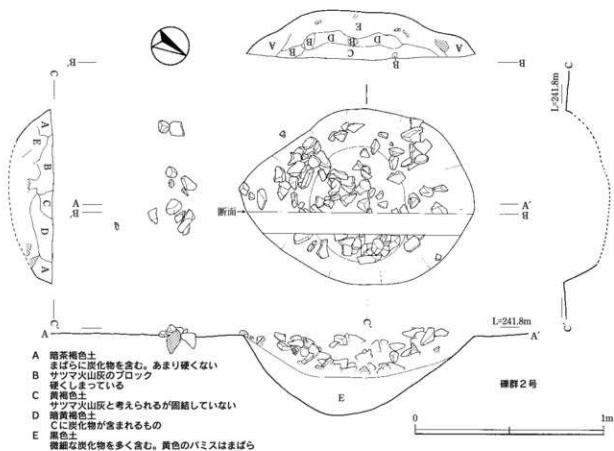 E
A B D B D A
C B
B' B
C C
L=241.8m
A
E
B
C
D
A
A A'
B' B
断面→
C' C' C'
A L=241.8m A'
E
A 暗茶褐色土
まばらに炭化物を含む。あまり硬くない
B サツマ火山灰のブロック
硬くしまっている
C 黄褐色土
サツマ火山灰と考えられるが固結していない
D 暗黄褐色土
Cに炭化物が含まれるもの
E 黒色土
微細な炭化物を多く含む。黄色のパミスはまばら
礫群2号
0 1m